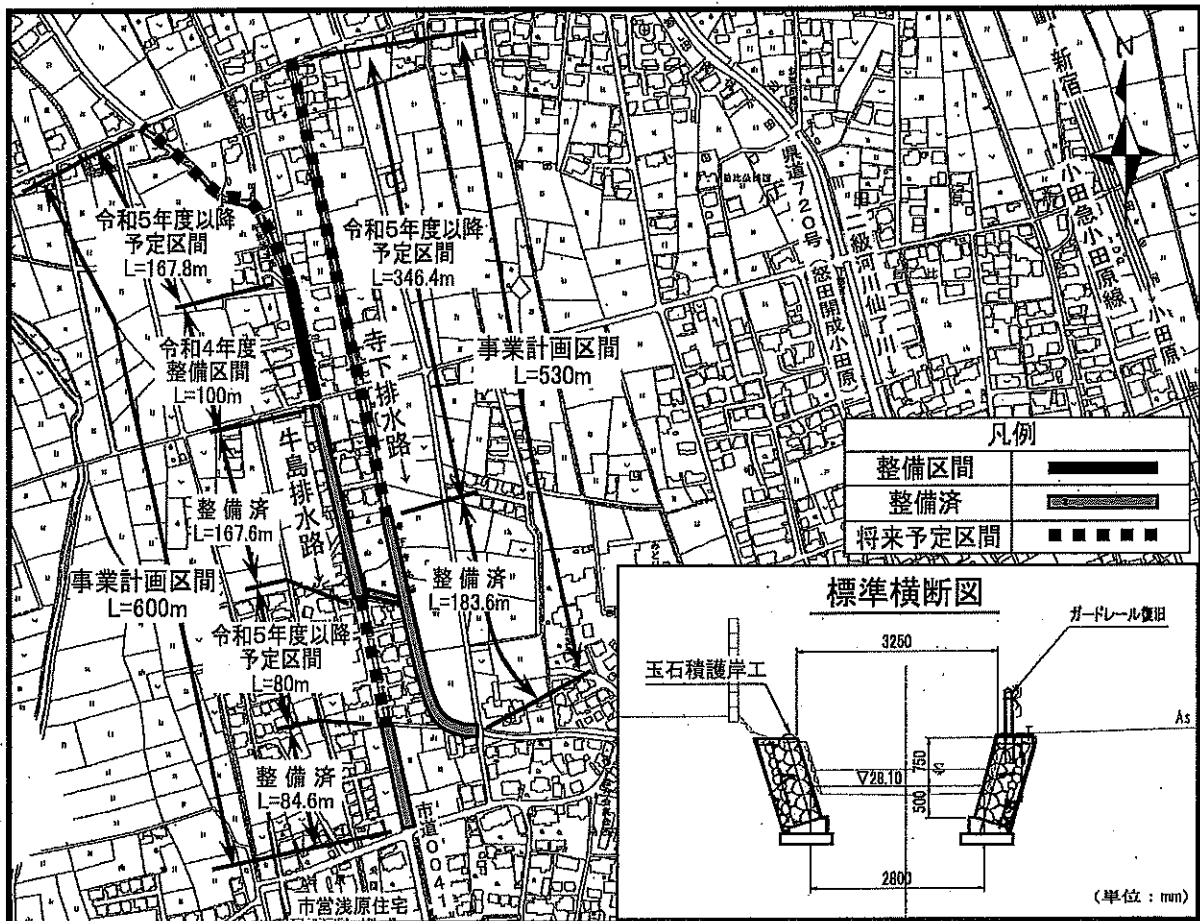 N
新宿
小田急小田原線
小田原
県道720号(怒田開成小田原)
二級河川仙了川
令和5年度以降
予定区間
L=167.8m
令和5年度以降
予定区間
L=346.4m
令和4年度
整備区間
L=100m
寺下排水路
事業計画区間
L=530m
牛島排水路
整備済
L=167.6m
事業計画区間
L=600m
整備済
L=183.6m
令和5年度以降
予定区間
L=80m
整備済
L=84.6m
市道0041
市営浅原住宅
凡例
整備区間
整備済
将来予定区間
標準横断図
ガードレール復旧
3250
玉石積護岸工
As
750
▽28.10
500
2800
(単位:mm)